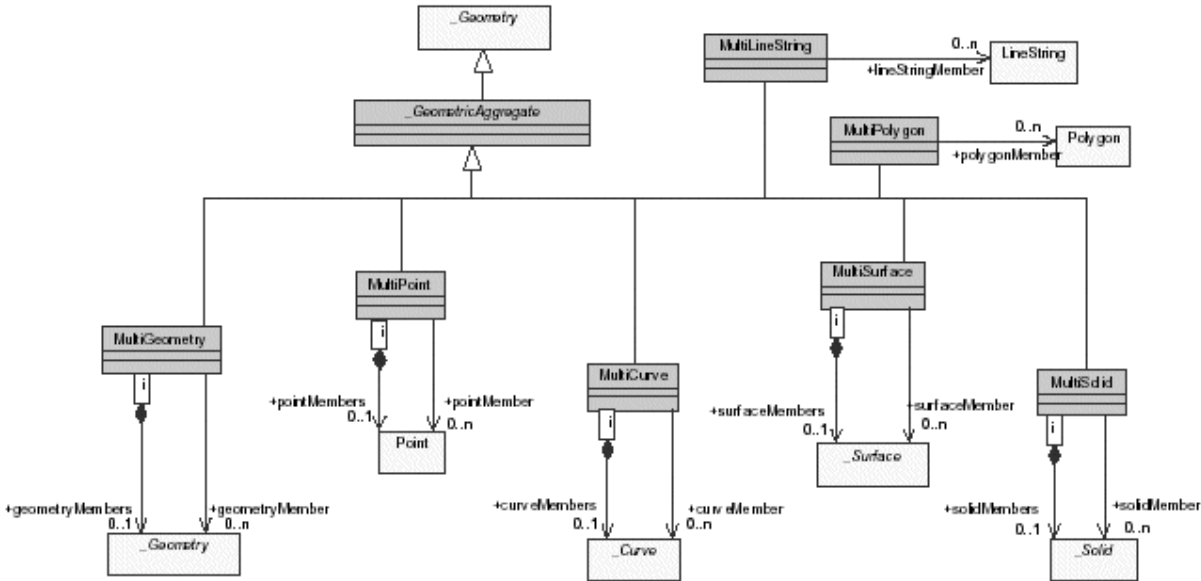 _Geometry
MultiLineString
0..n
LineString
+lineStringMember
_GeometricAggregate
MultiPolygon
0..n
Polygon
+polygonMember
MultiPoint
i
+pointMembers
+pointMember
0..1
0..n
Point
MultiSurface
i
+surfaceMembers
+surfaceMember
0..1
0..n
_Surface
MultiGeometry
i
+geometryMembers
+geometryMember
0..1
0..n
_Geometry
MultiCurve
i
+curveMembers
+curveMember
0..1
0..n
_Curve
MultiSolid
i
+solidMembers
+solidMember
0..1
0..n
_Solid